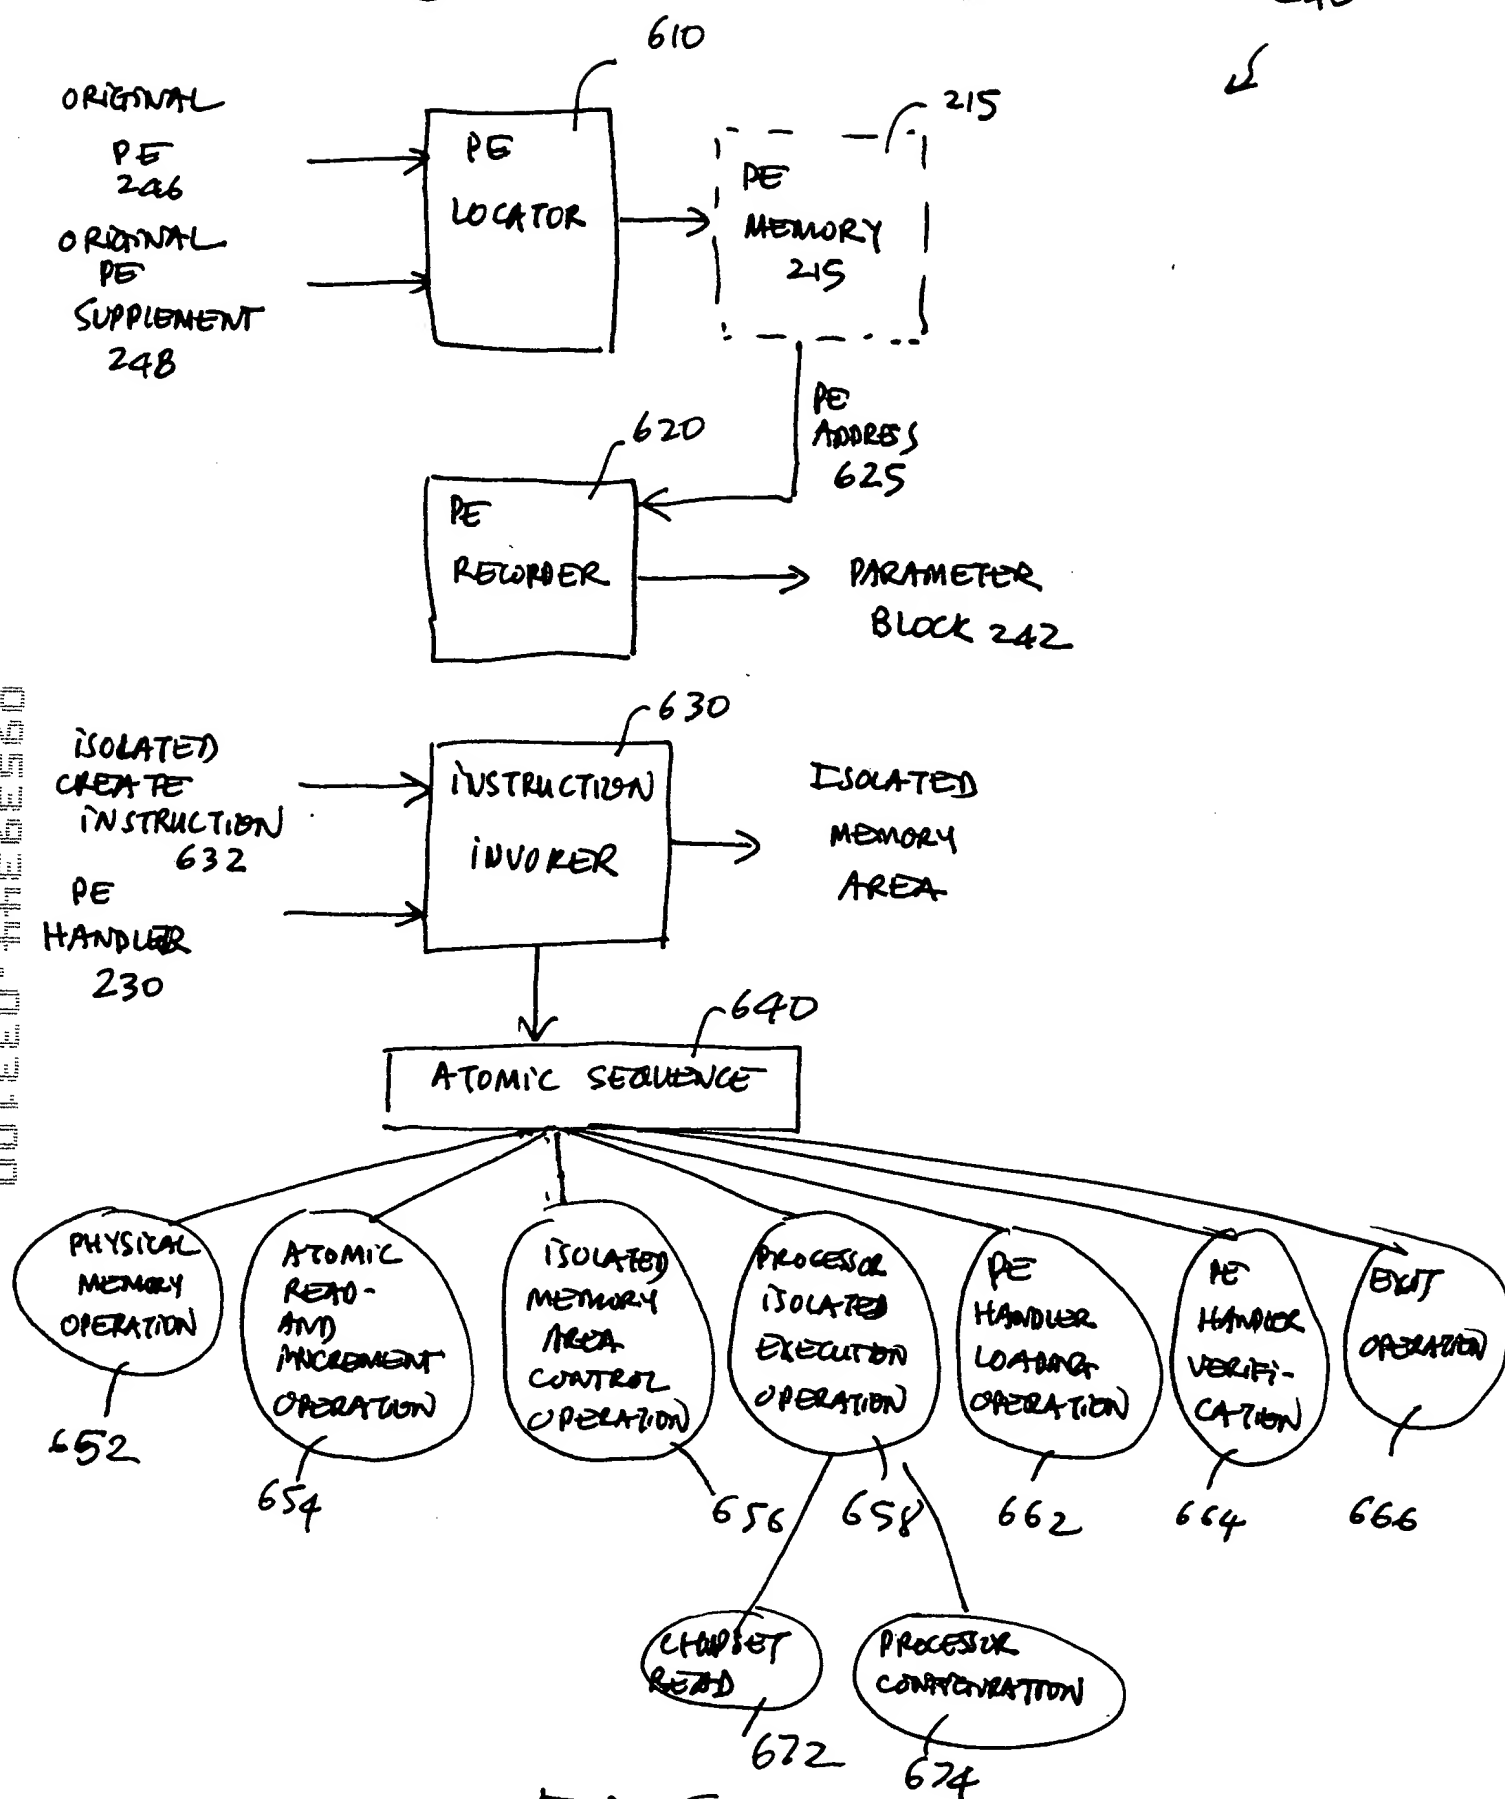 610
ORIGINAL
PE
246
ORIGINAL
PE
SUPPLEMENT
248
PE
LOCATOR
215
PE
MEMORY
215
PE
ADDRESS
625
620
PE
RECORDER
PARAMETER
BLOCK 242
630
ISOLATED
CREATE
INSTRUCTION
632
PE
HANDLER
230
INSTRUCTION
INVOKER
ISOLATED
MEMORY
AREA
640
ATOMIC SEQUENCE
PHYSICAL
MEMORY
OPERATION
652
ATOMIC
READ-
AND
INCREMENT
OPERATION
654
ISOLATED
MEMORY
AREA
CONTROL
OPERATION
656
PROCESSOR
ISOLATED
EXECUTION
OPERATION
658
PE
HANDLER
LOADING
OPERATION
662
PE
HANDLER
VERIFI-
CATION
664
EXIT
OPERATION
666
CHIPSET
READ
672
PROCESSOR
CONFIGURATION
674